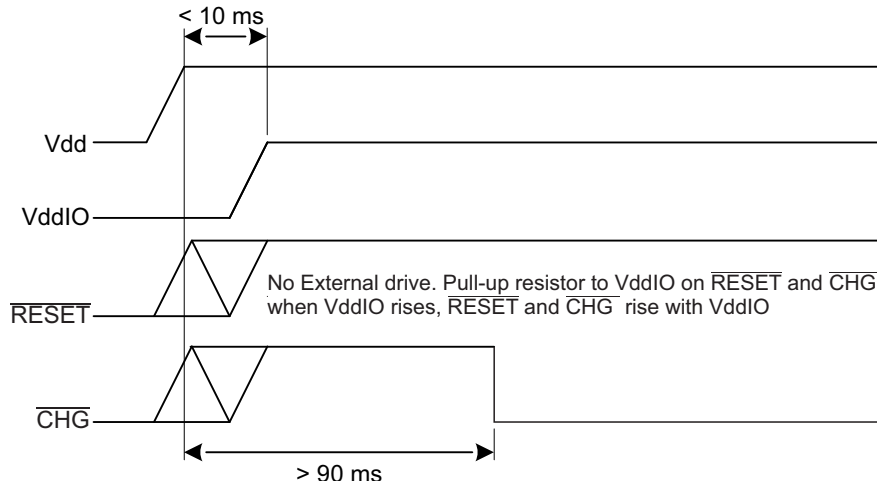 < 10 ms
Vdd
VddIO
No External drive. Pull-up resistor to VddIO on RESET and CHG
when VddIO rises, RESET and CHG rise with VddIO
RESET
CHG
> 90 ms